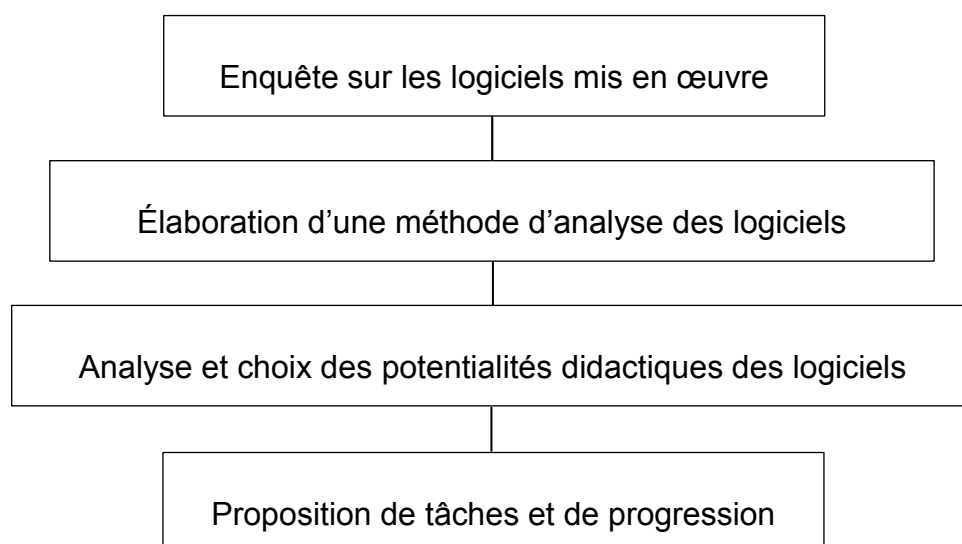 Enquête sur les logiciels mis en œuvre
Élaboration d’une méthode d’analyse des logiciels
Analyse et choix des potentialités didactiques des logiciels
Proposition de tâches et de progression